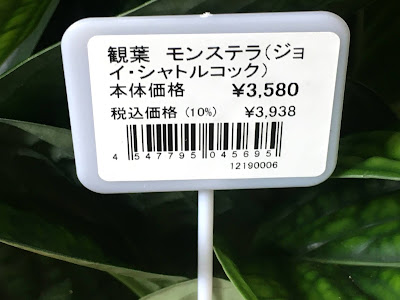 観葉　モンステラ（ジョ
イ・シャトルコック）
本体価格　¥3,580
税込価格 (10%)　¥3,938
4 547795 045695
12190006